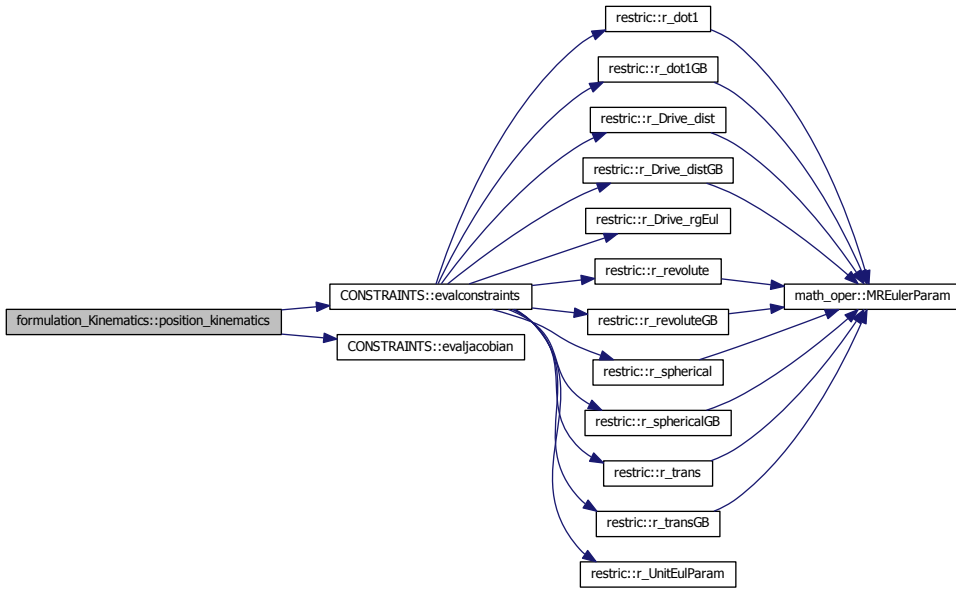 restric::r_dot1
restric::r_dot1GB
restric::r_Drive_dist
restric::r_Drive_distGB
restric::r_Drive_rgEul
restric::r_revolute
CONSTRAINTS::evalconstraints
math_oper::MREulerParam
formulation_Kinematics::position_kinematics
restric::r_revoluteGB
CONSTRAINTS::evaljacobian
restric::r_spherical
restric::r_sphericalGB
restric::r_trans
restric::r_transGB
restric::r_UnitEulParam